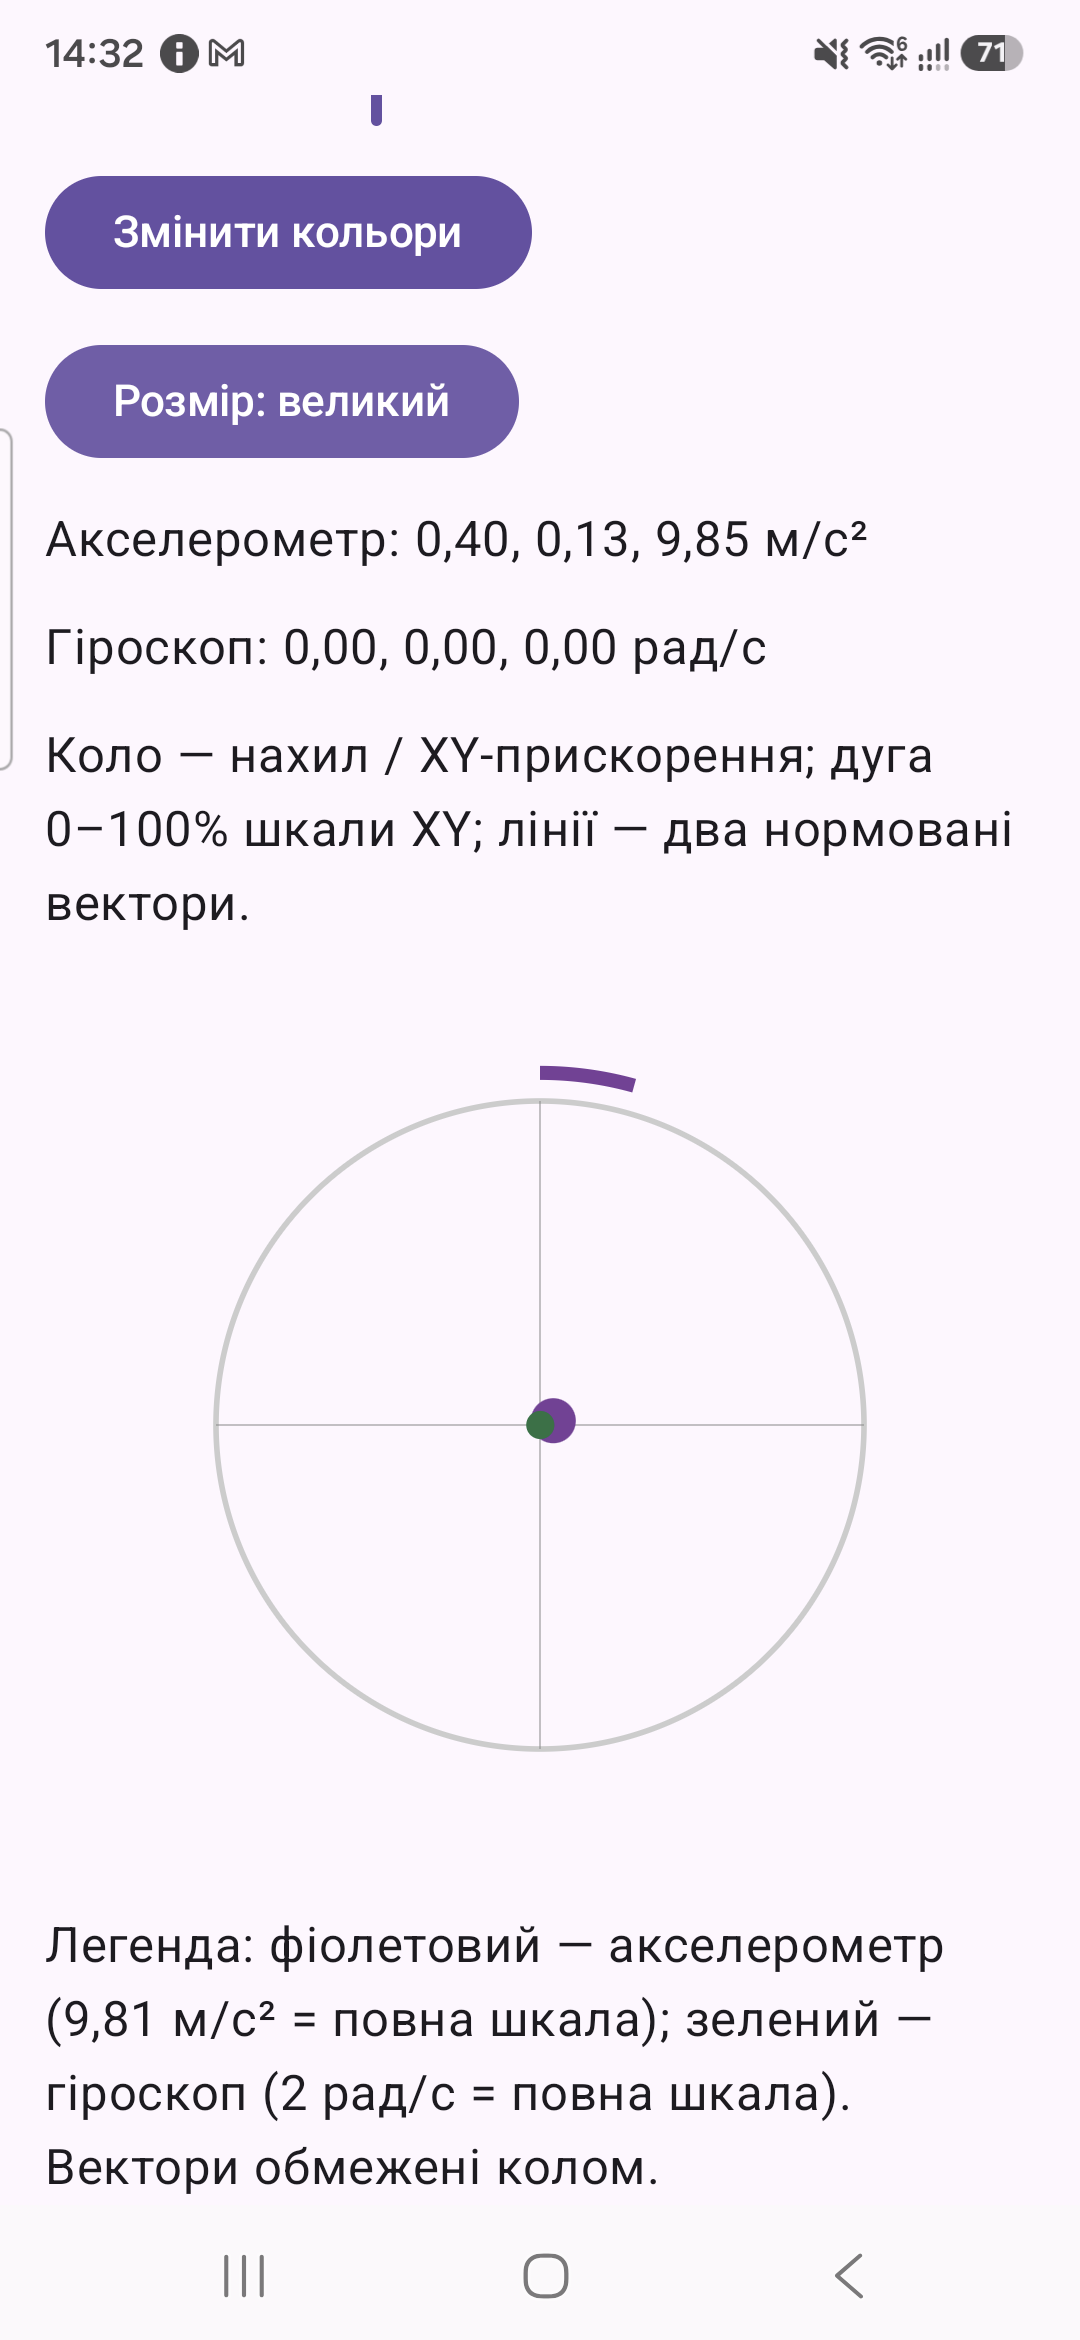 14:32
6
71
Змінити кольори
Розмір: великий
Акселерометр: 0,40, 0,13, 9,85 м/с²
Гіроскоп: 0,00, 0,00, 0,00 рад/с
Коло — нахил / XY-прискорення; дуга
0–100% шкали XY; лінії — два нормовані
вектори.
Легенда: фіолетовий — акселерометр
(9,81 м/с² = повна шкала); зелений —
гіроскоп (2 рад/с = повна шкала).
Вектори обмежені колом.